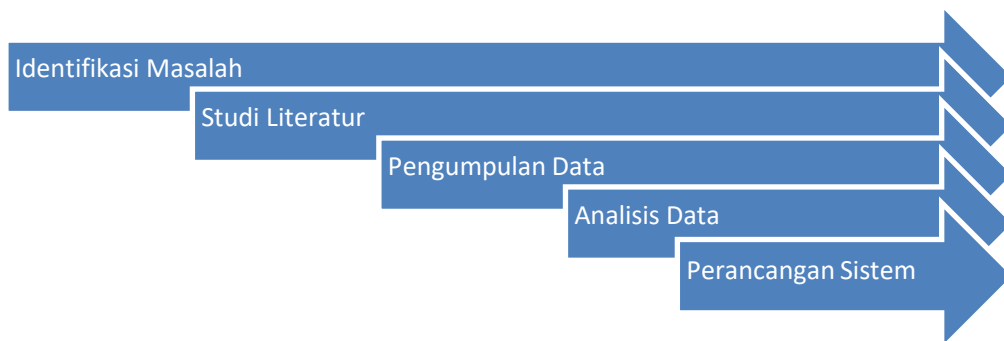 Identifikasi Masalah
Studi Literatur
Pengumpulan Data
Analisis Data
Perancangan Sistem